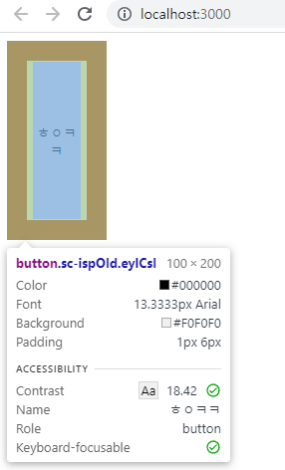 localhost:3000
ㅎㅇㅋ
ㅋ
button.sc-ispOld.eyICsl 100 × 200
Color #000000
Font 13.3333px Arial
Background #F0F0F0
Padding 1px 6px
ACCESSIBILITY
Contrast Aa 18.42
Name ㅎㅇㅋㅋ
Role button
Keyboard-focusable